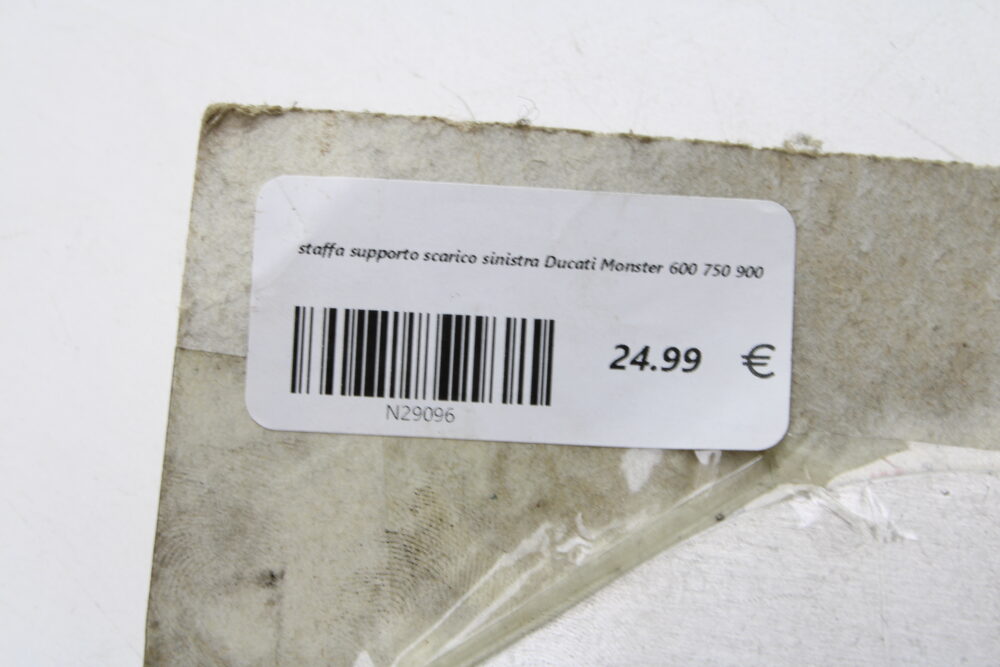 staffa supporto scarico sinistra Ducati Monster 600 750 900
24.99 €
N29096